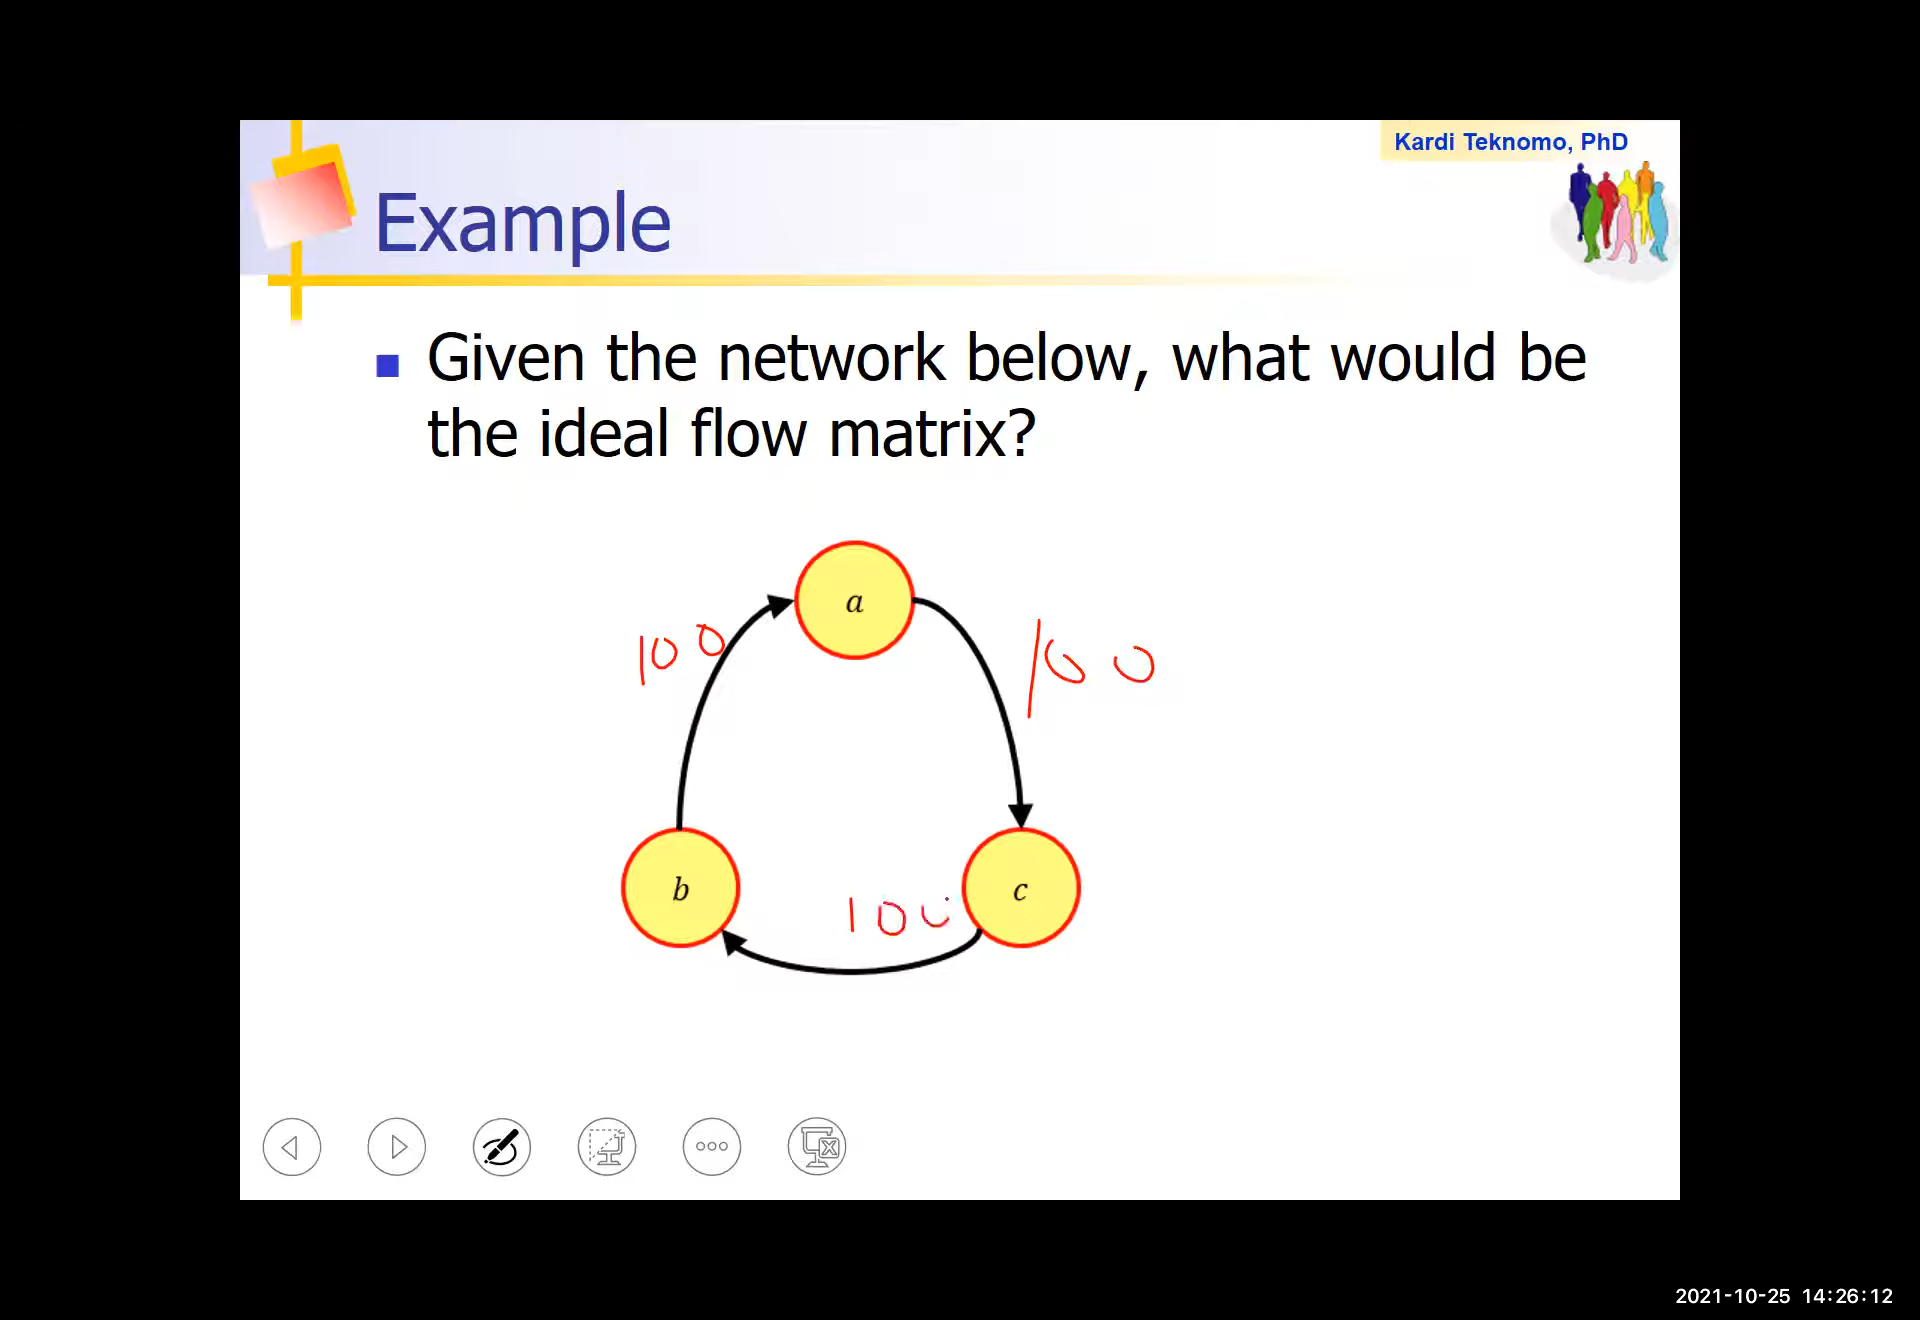 Kardi Teknomo, PhD
Example
Given the network below, what would be
the ideal flow matrix?
a
100
100
b
c
100
2021-10-25 14:26:12